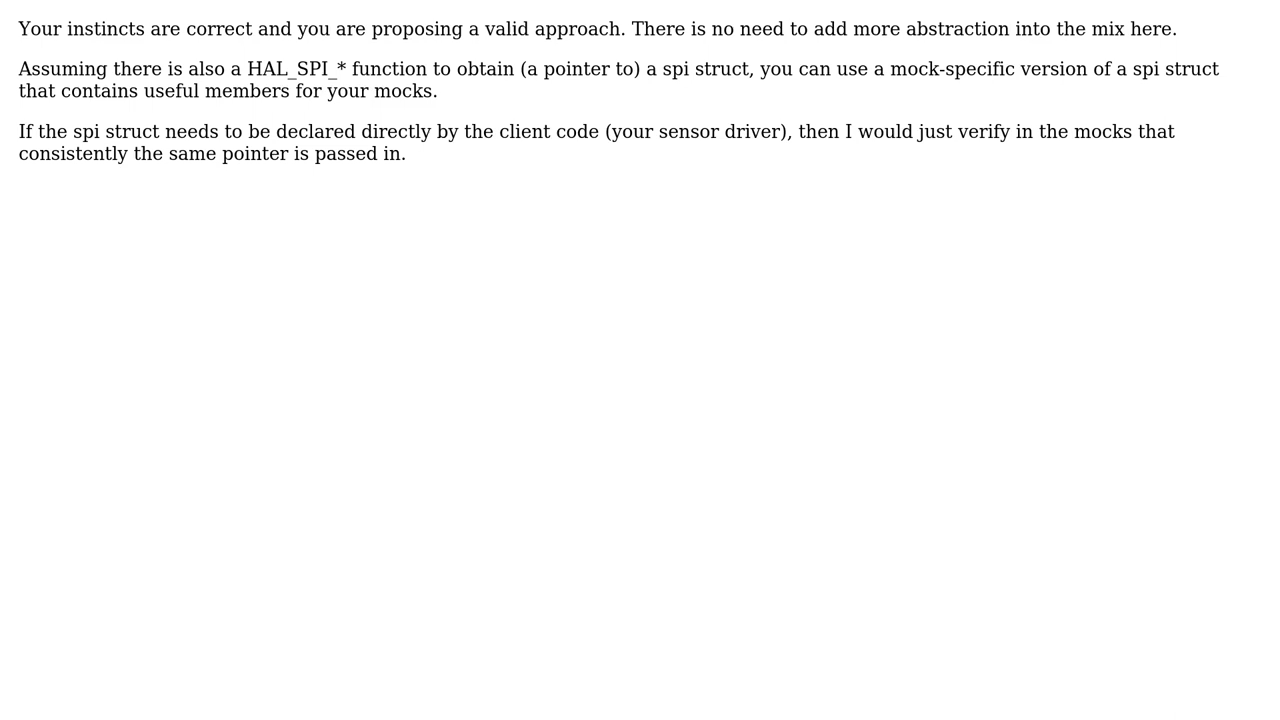 Your instincts are correct and you are proposing a valid approach. There is no need to add more abstraction into the mix here.
Assuming there is also a HAL_SPI_* function to obtain (a pointer to) a spi struct, you can use a mock-specific version of a spi struct
that contains useful members for your mocks.
If the spi struct needs to be declared directly by the client code (your sensor driver), then I would just verify in the mocks that
consistently the same pointer is passed in.